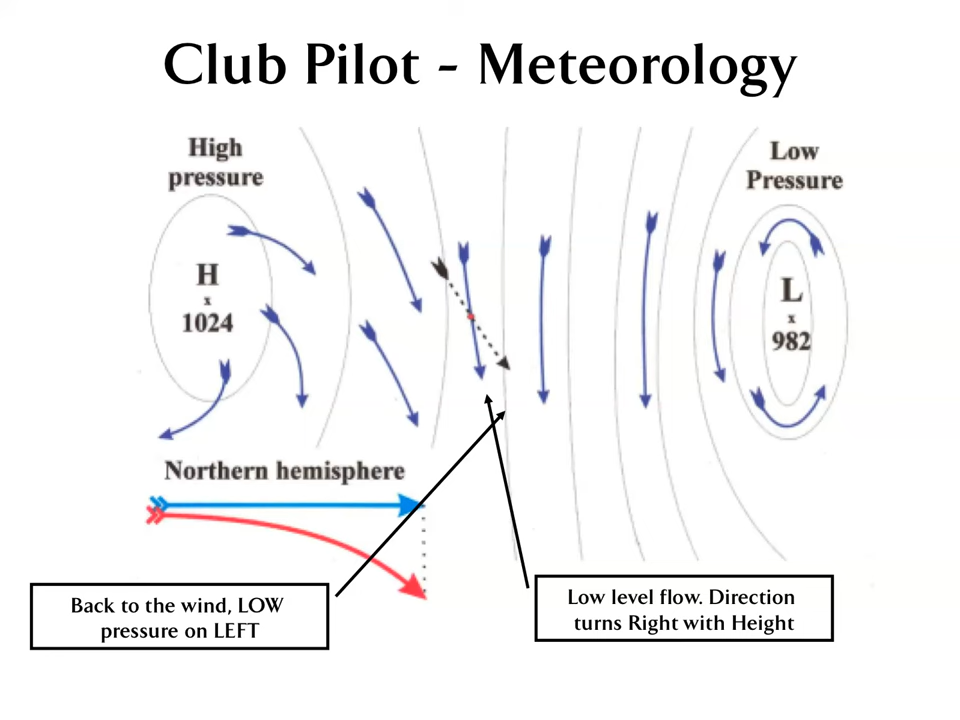 Club Pilot - Meteorology
High
pressure
Low
Pressure
H
x
1024
L
x
982
Northern hemisphere
Back to the wind, LOW
pressure on LEFT
Low level flow. Direction
turns Right with Height